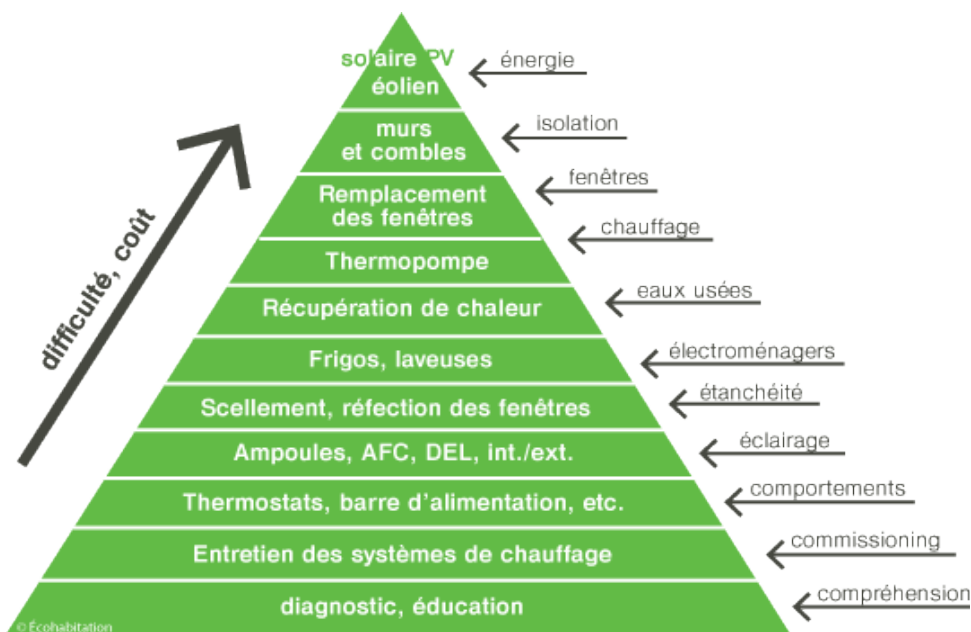 solaire PV
éolien
énergie
murs
et combles
isolation
Remplacement
des fenêtres
fenêtres
chauffage
Thermopompe
Récupération de chaleur
eaux usées
Frigos, laveuses
électroménagers
Scellement, réfection des fenêtres
étanchéité
Ampoules, AFC, DEL, int./ext.
éclairage
Thermostats, barre d'alimentation, etc.
comportements
Entretien des systèmes de chauffage
commissioning
diagnostic, éducation
compréhension
difficulté, coût
© Écohabitation